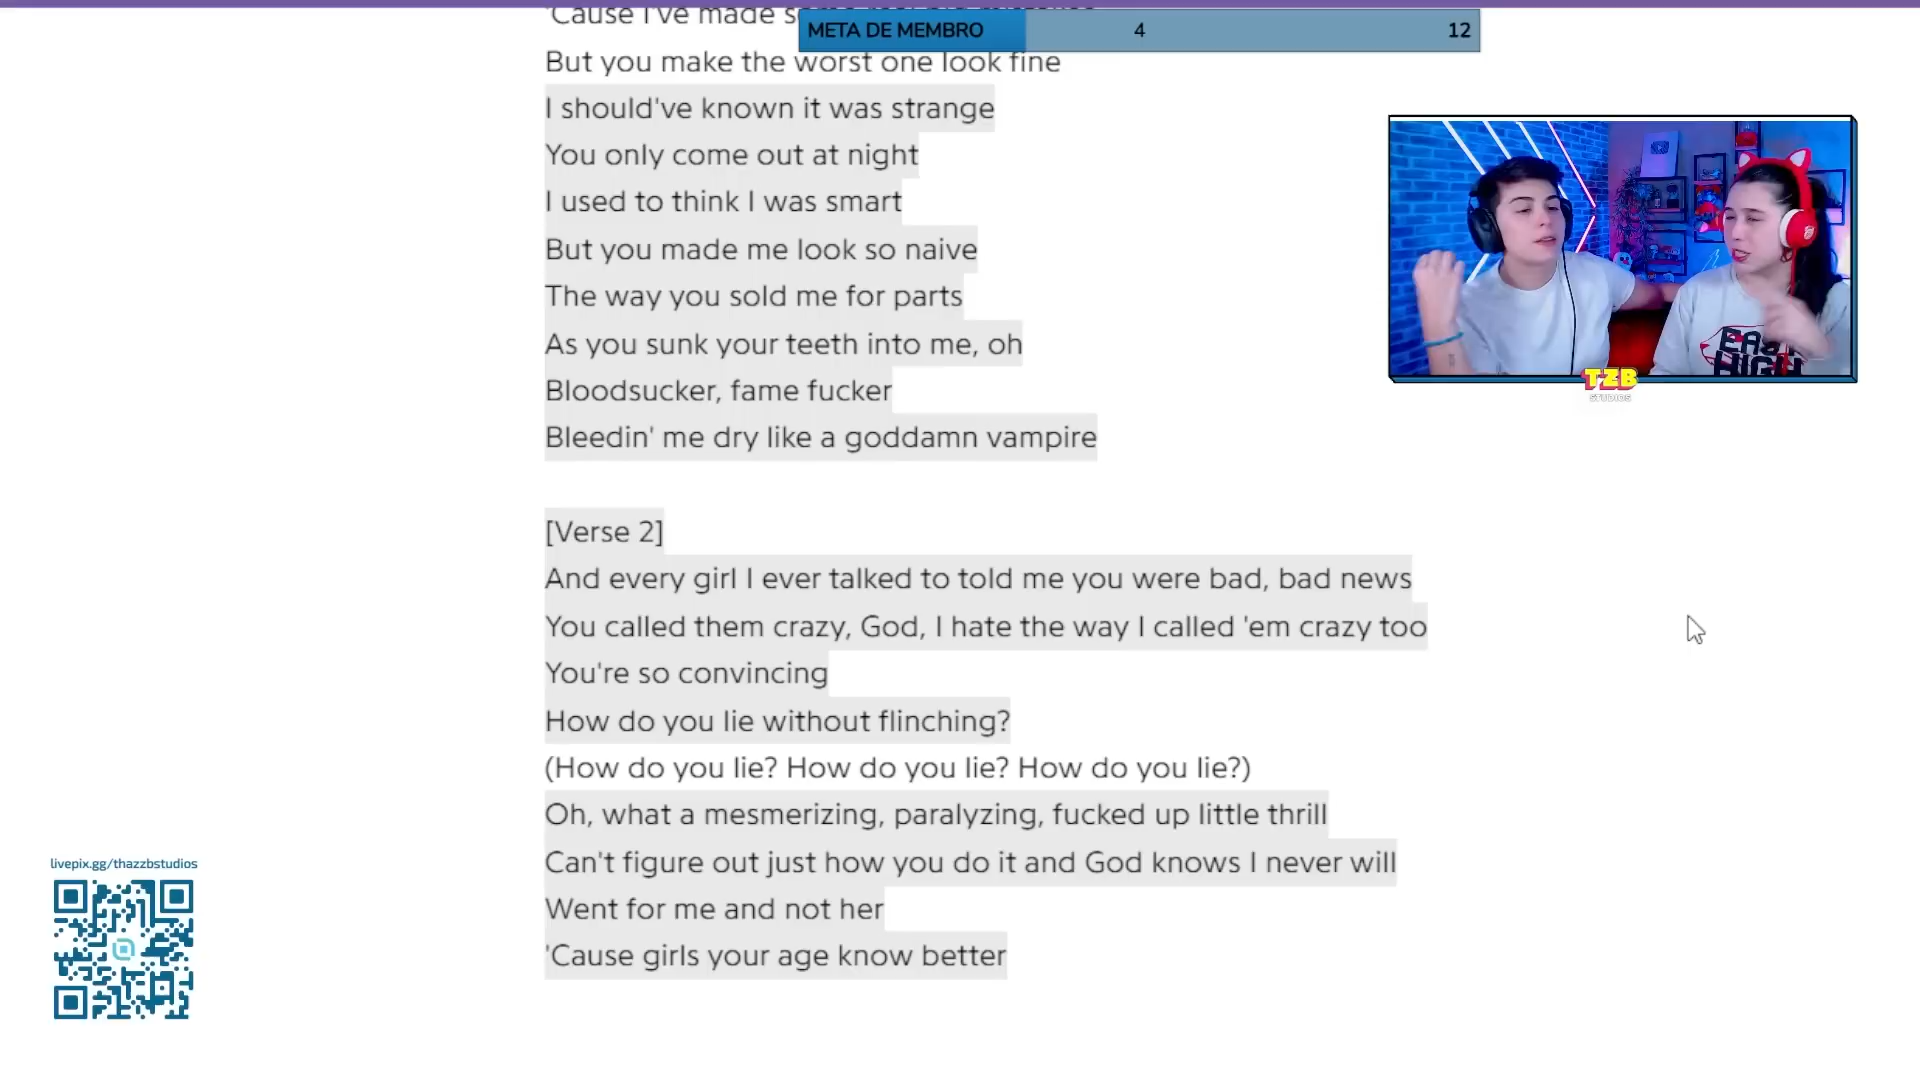 'Cause I've made s
META DE MEMBRO 4 12
But you make the worst one look fine
I should've known it was strange
You only come out at night
I used to think I was smart
But you made me look so naive
The way you sold me for parts
As you sunk your teeth into me, oh
Bloodsucker, fame fucker
Bleedin' me dry like a goddamn vampire
[Verse 2]
And every girl I ever talked to told me you were bad, bad news
You called them crazy, God, I hate the way I called 'em crazy too
You're so convincing
How do you lie without flinching?
(How do you lie? How do you lie? How do you lie?)
Oh, what a mesmerizing, paralyzing, fucked up little thrill
Can't figure out just how you do it and God knows I never will
Went for me and not her
'Cause girls your age know better
EAST
HIGH
TZB
STUDIOS
livepix.gg/thazzbstudios